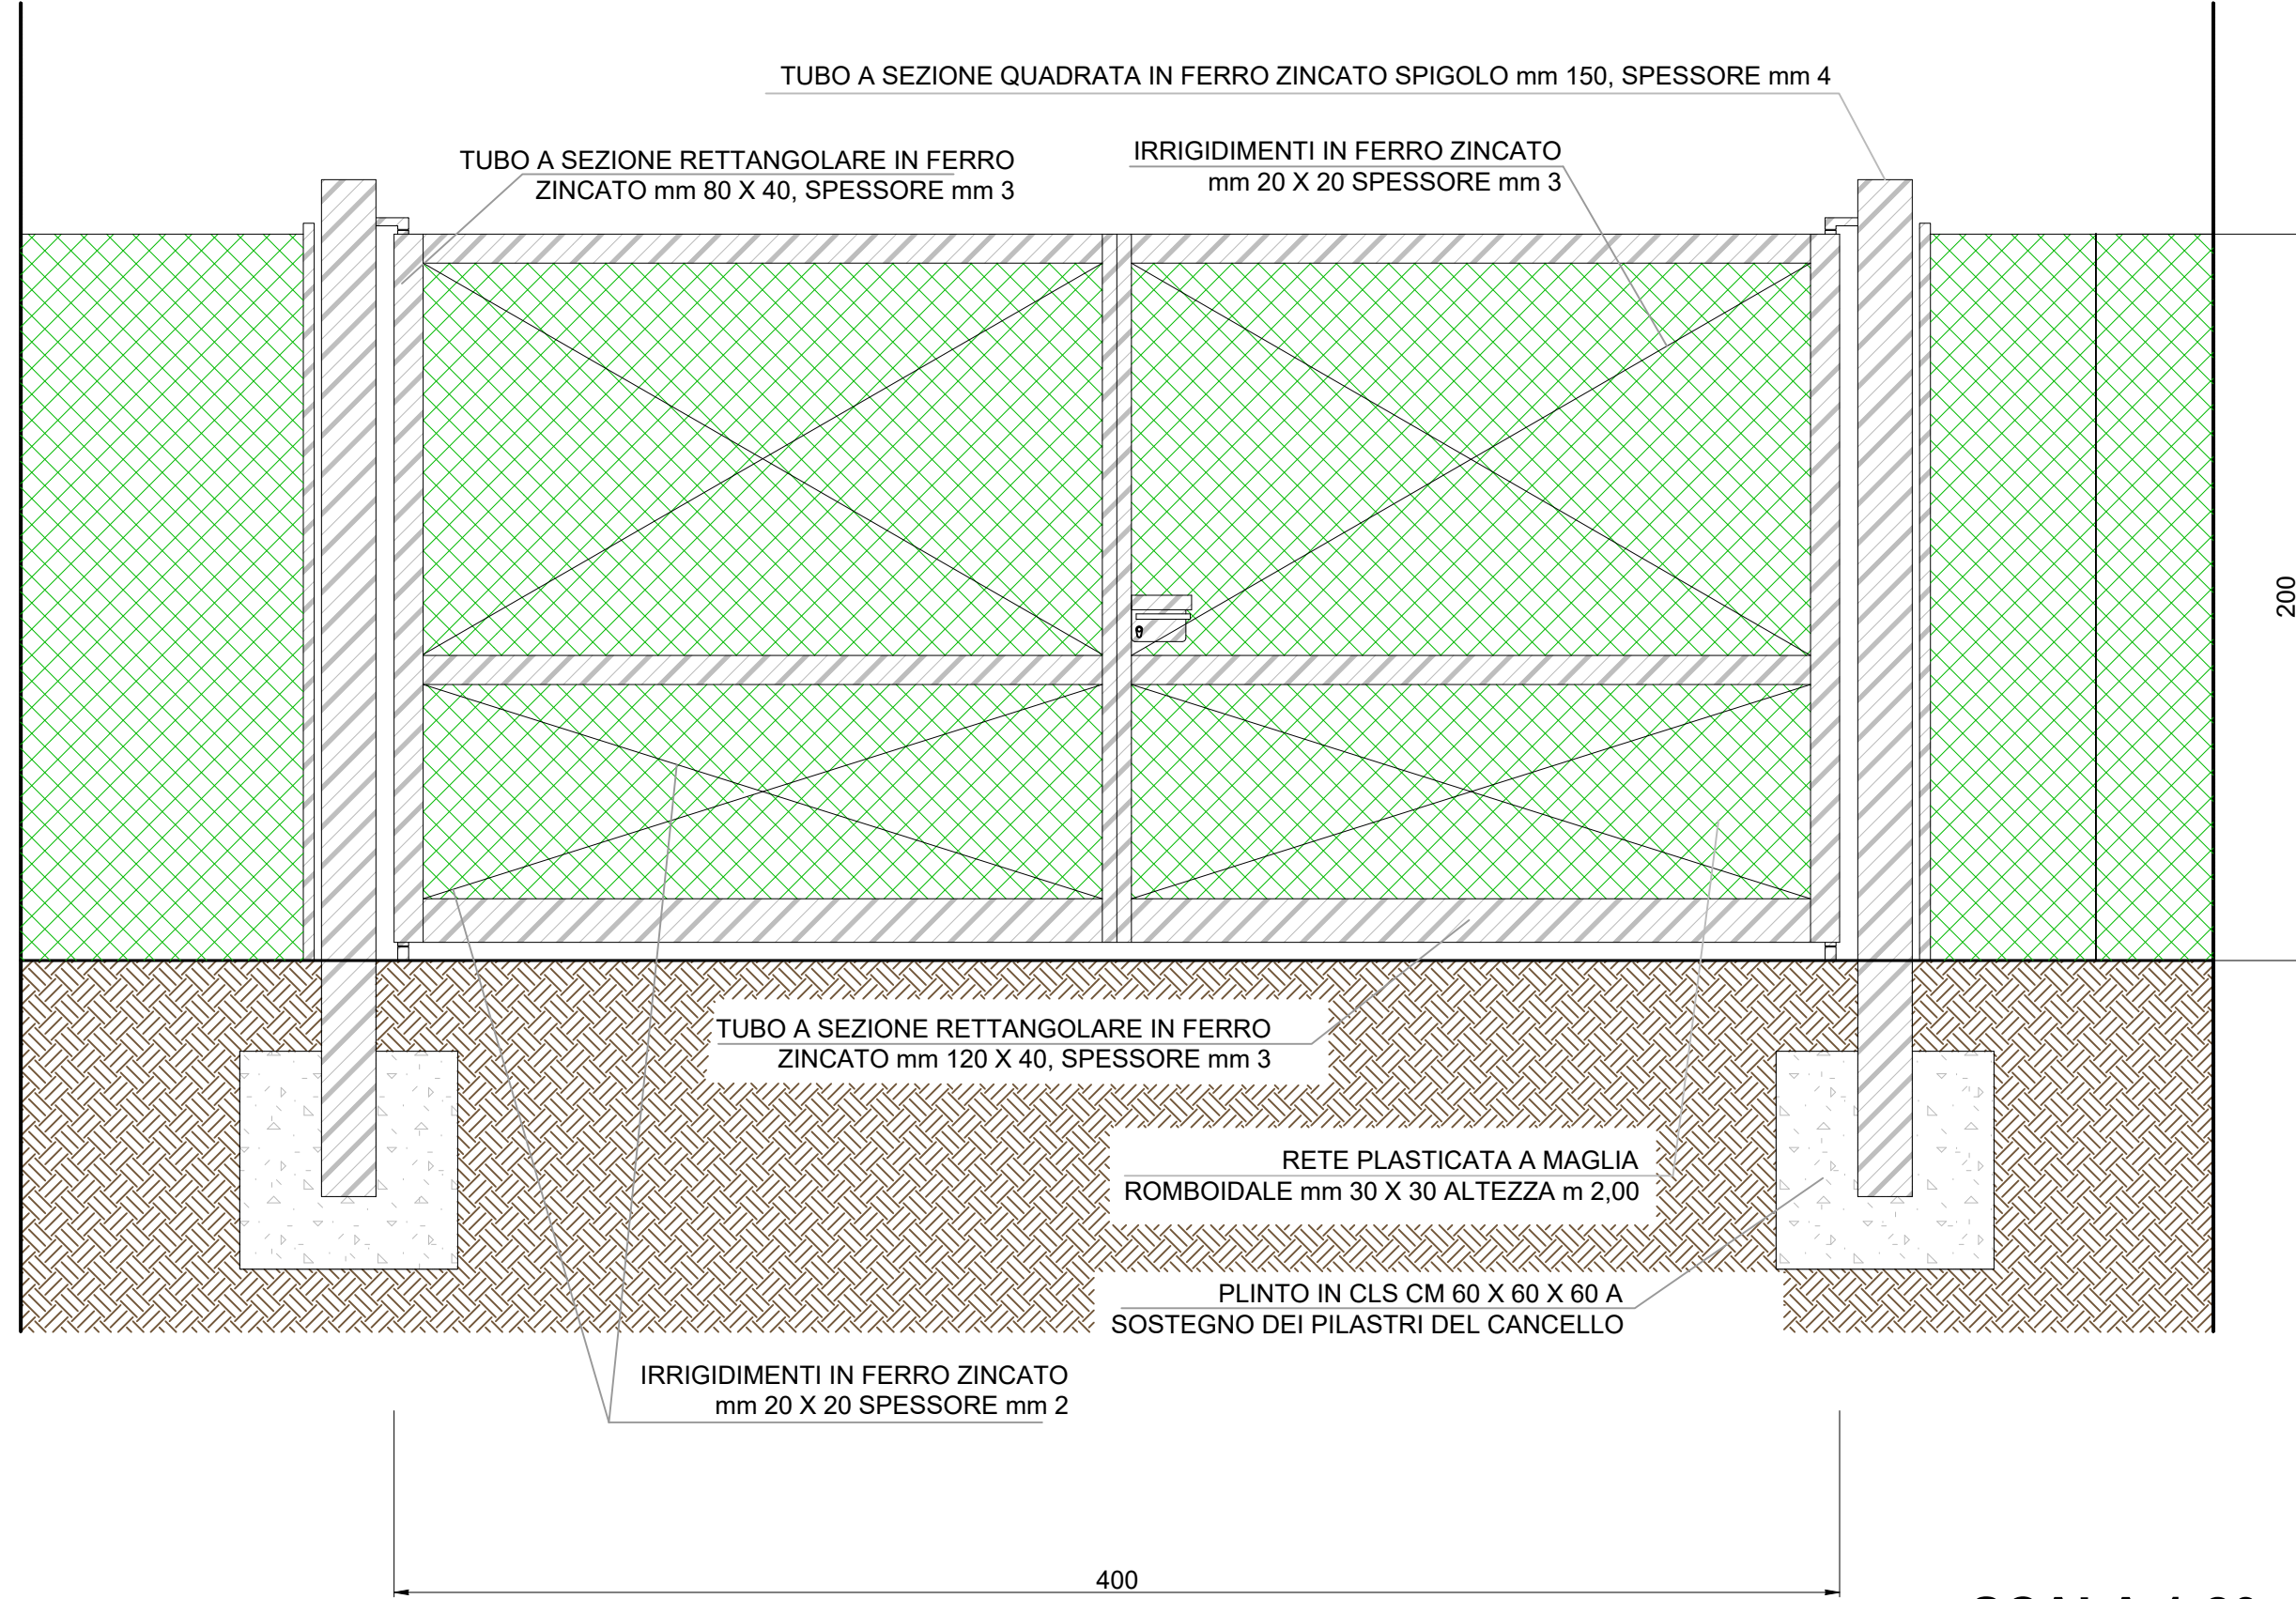 TUBO A SEZIONE QUADRATA IN FERRO ZINCATO SPIGOLO mm 150, SPESSORE mm 4
TUBO A SEZIONE RETTANGOLARE IN FERRO
ZINCATO mm 80 X 40, SPESSORE mm 3
IRRIGIDIMENTI IN FERRO ZINCATO
mm 20 X 20 SPESSORE mm 3
200
TUBO A SEZIONE RETTANGOLARE IN FERRO
ZINCATO mm 120 X 40, SPESSORE mm 3
RETE PLASTICATA A MAGLIA
ROMBOIDALE mm 30 X 30 ALTEZZA m 2,00
PLINTO IN CLS CM 60 X 60 X 60 A
SOSTEGNO DEI PILASTRI DEL CANCELLO
IRRIGIDIMENTI IN FERRO ZINCATO
mm 20 X 20 SPESSORE mm 2
400